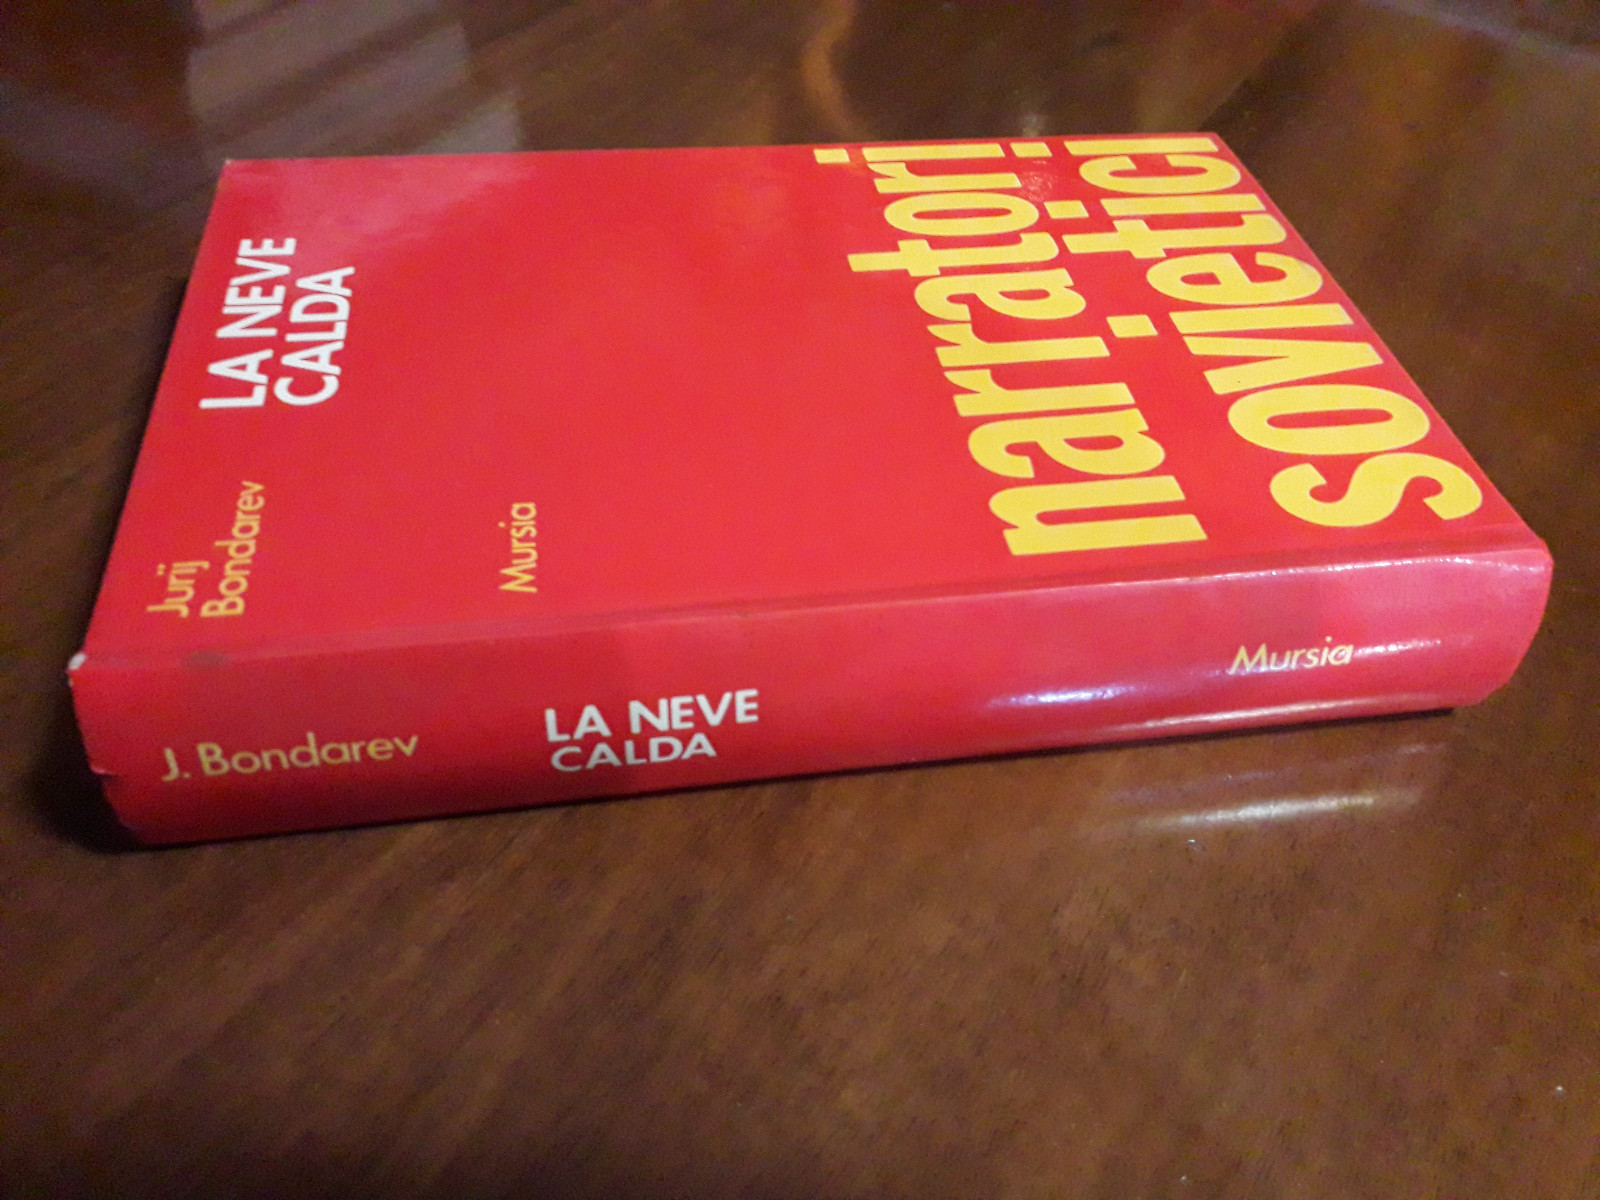 Jurij
Bondarev
LA NEVE
CALDA
Mursia
narratori
sovietici
J. Bondarev
LA NEVE
CALDA
Mursia